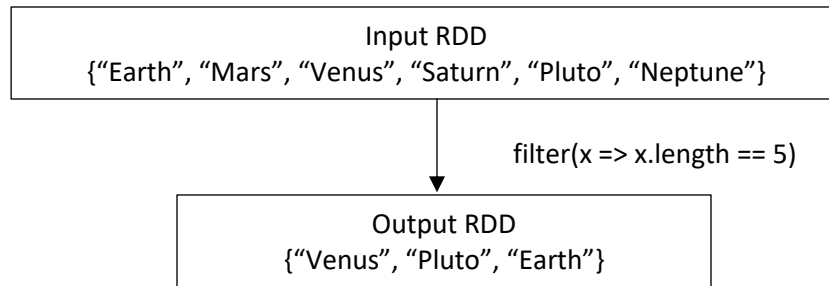 Input RDD
{“Earth”, “Mars”, “Venus”, “Saturn”, “Pluto”, “Neptune”}
filter(x => x.length == 5)
Output RDD
{“Venus”, “Pluto”, “Earth”}